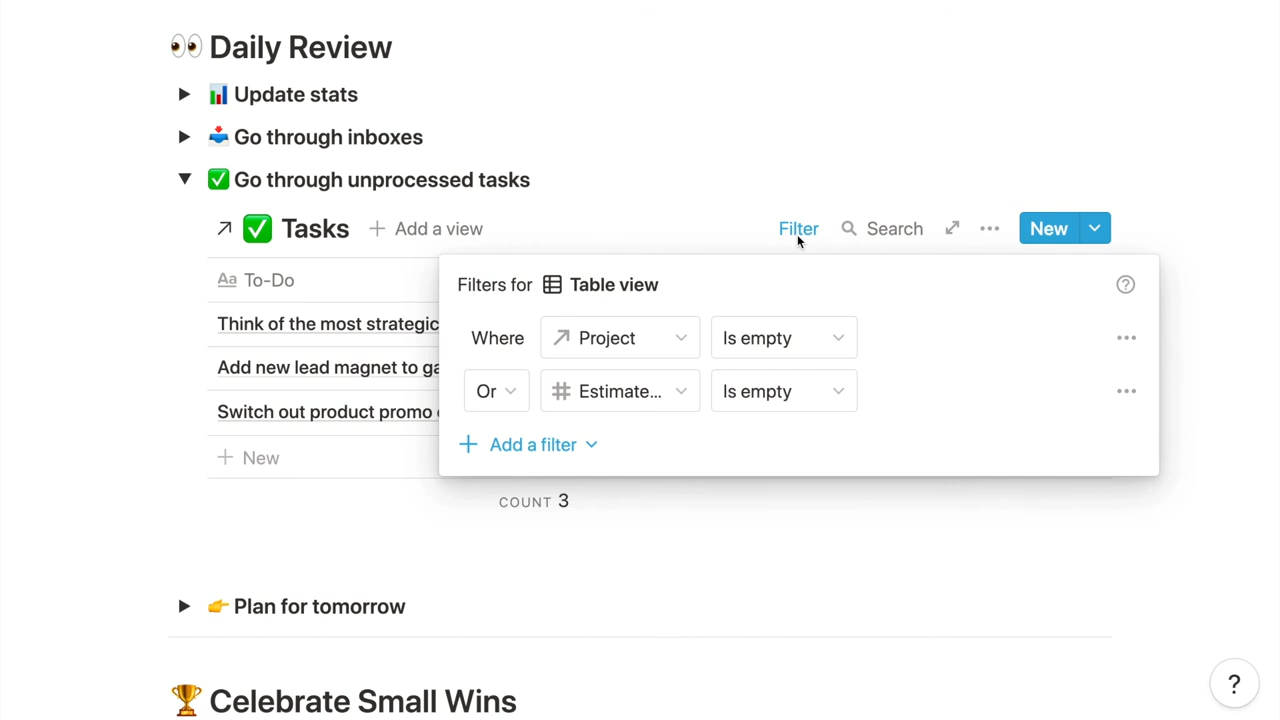 👀 Daily Review
📊 Update stats
📥 Go through inboxes
✅ Go through unprocessed tasks
✅ Tasks + Add a view Filter Search ••• New
Aa To-Do
Filters for Table view
Think of the most strategic
Where Project Is empty •••
Add new lead magnet to ga
Or # Estimate... Is empty •••
Switch out product promo
+ Add a filter
+ New
COUNT 3
👉 Plan for tomorrow
🏆 Celebrate Small Wins
?